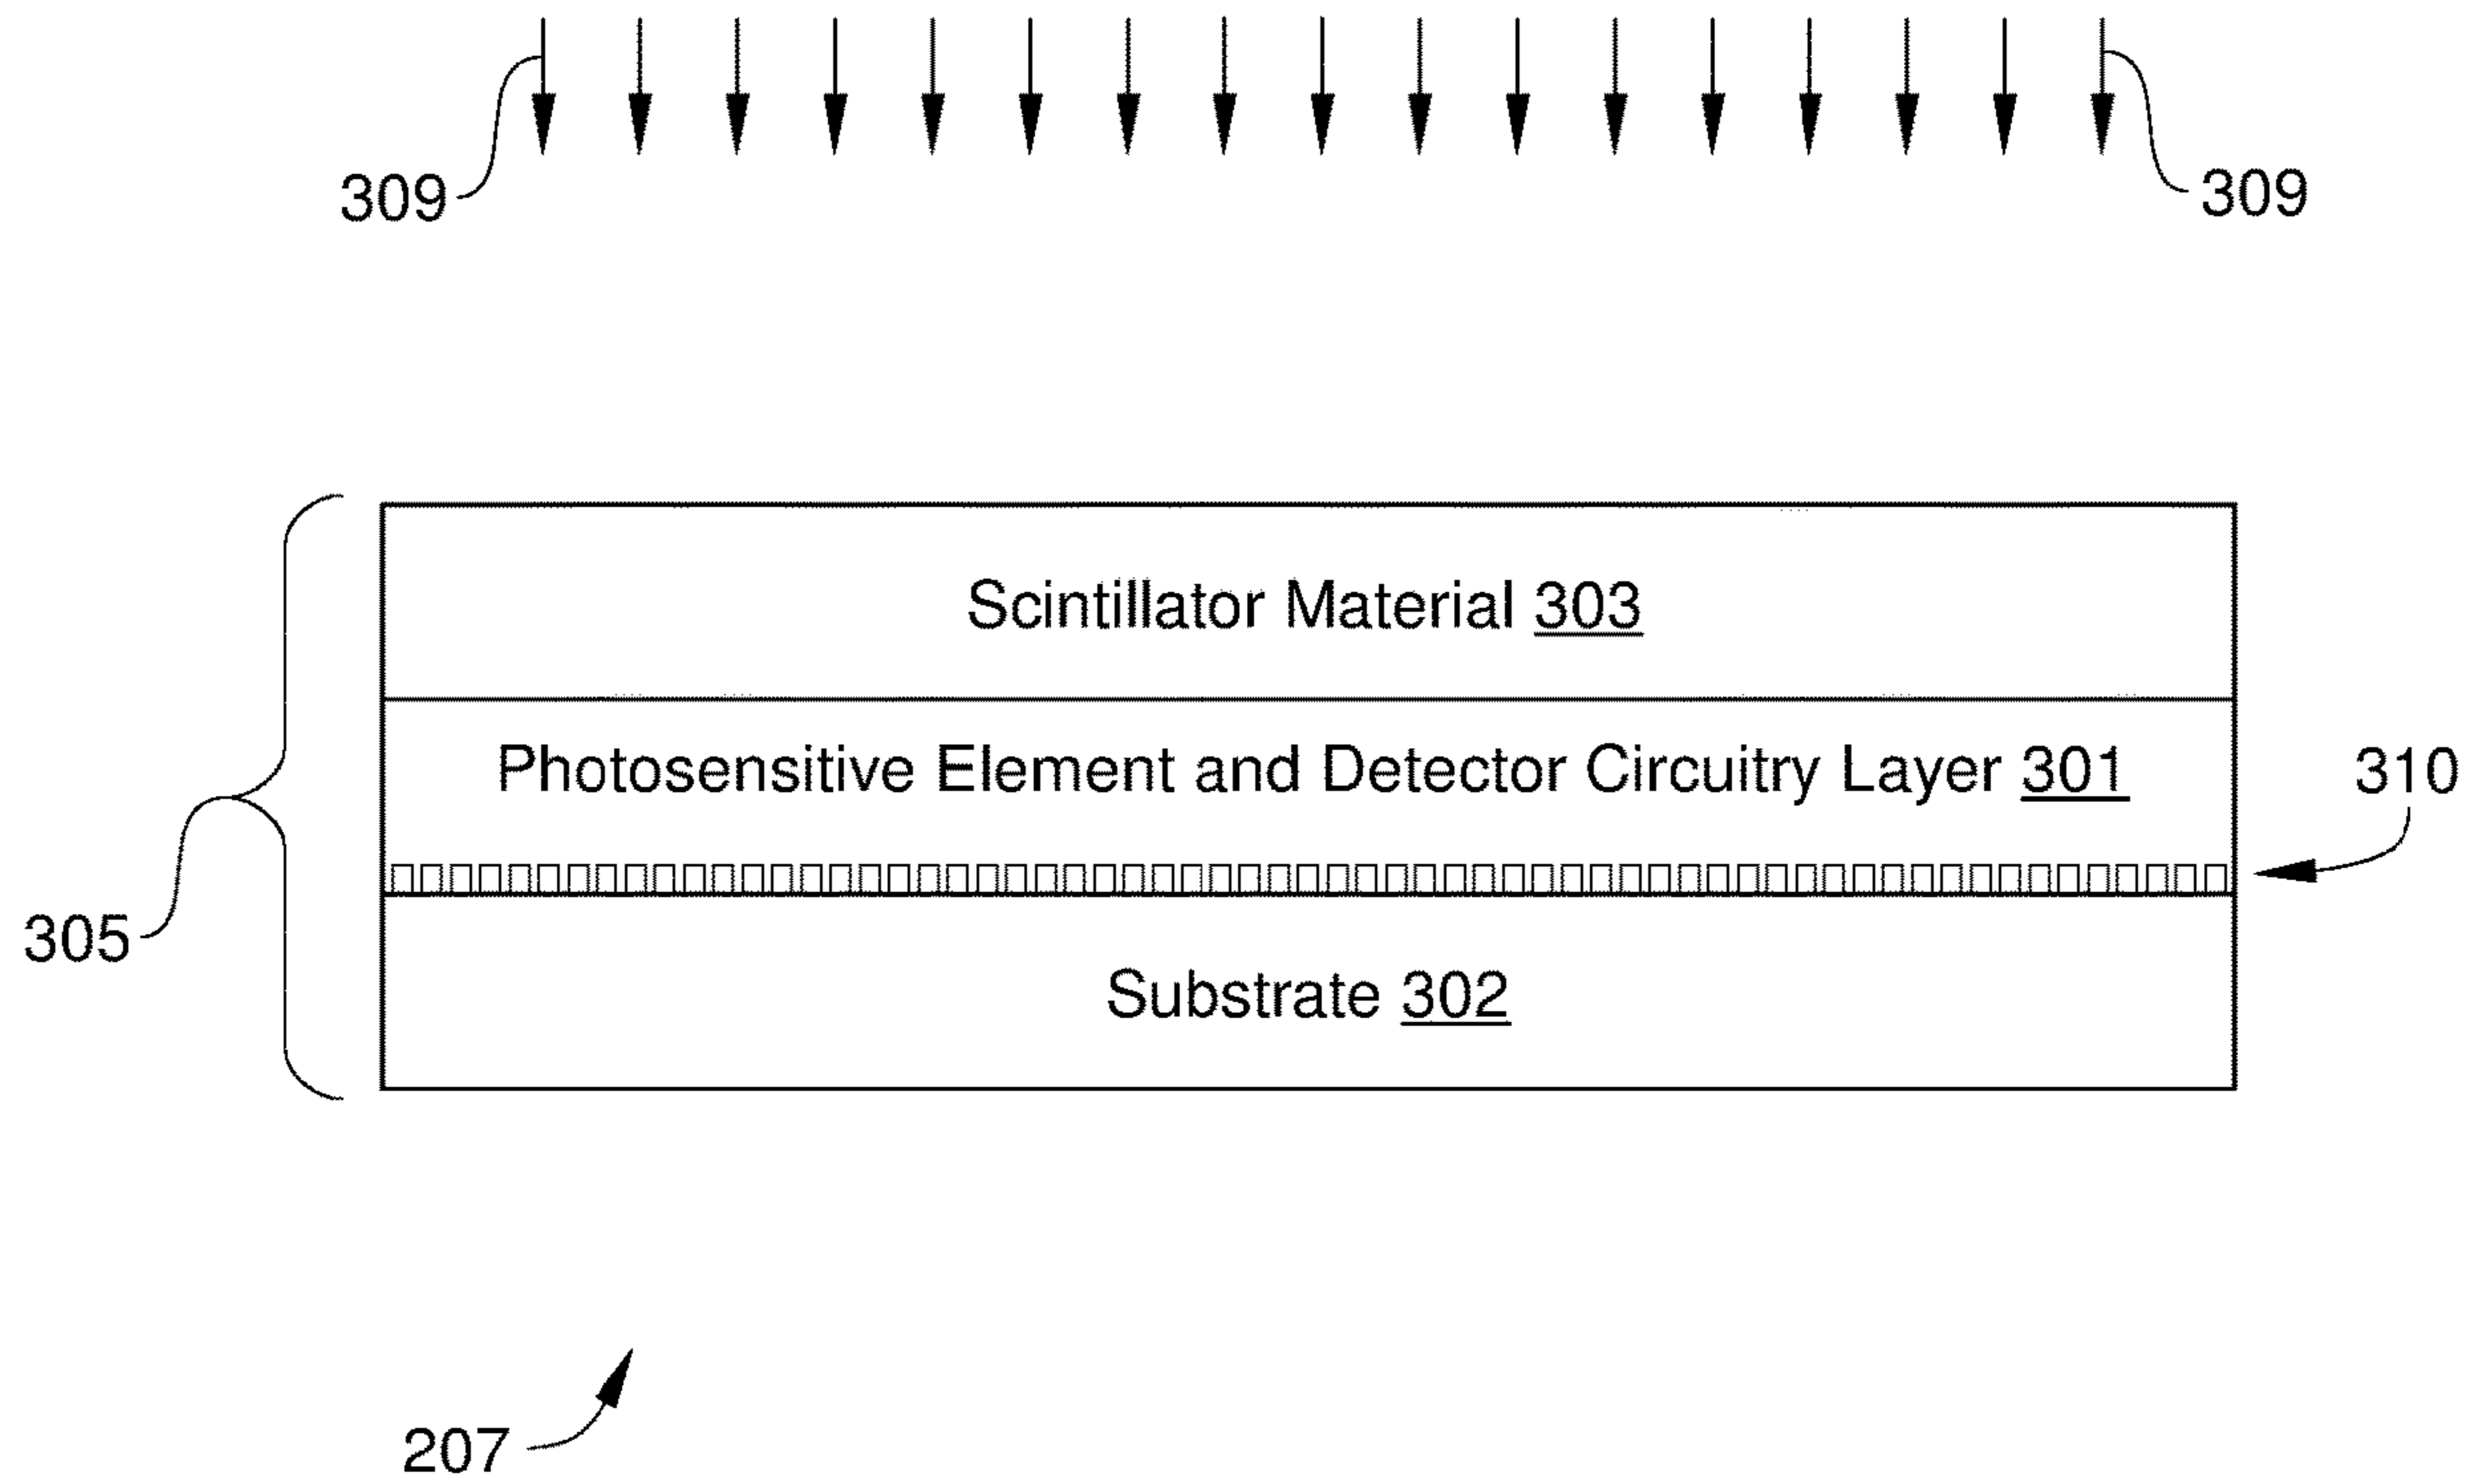 309
309
Scintillator Material 303
Photosensitive Element and Detector Circuitry Layer 301
310
305
Substrate 302
207